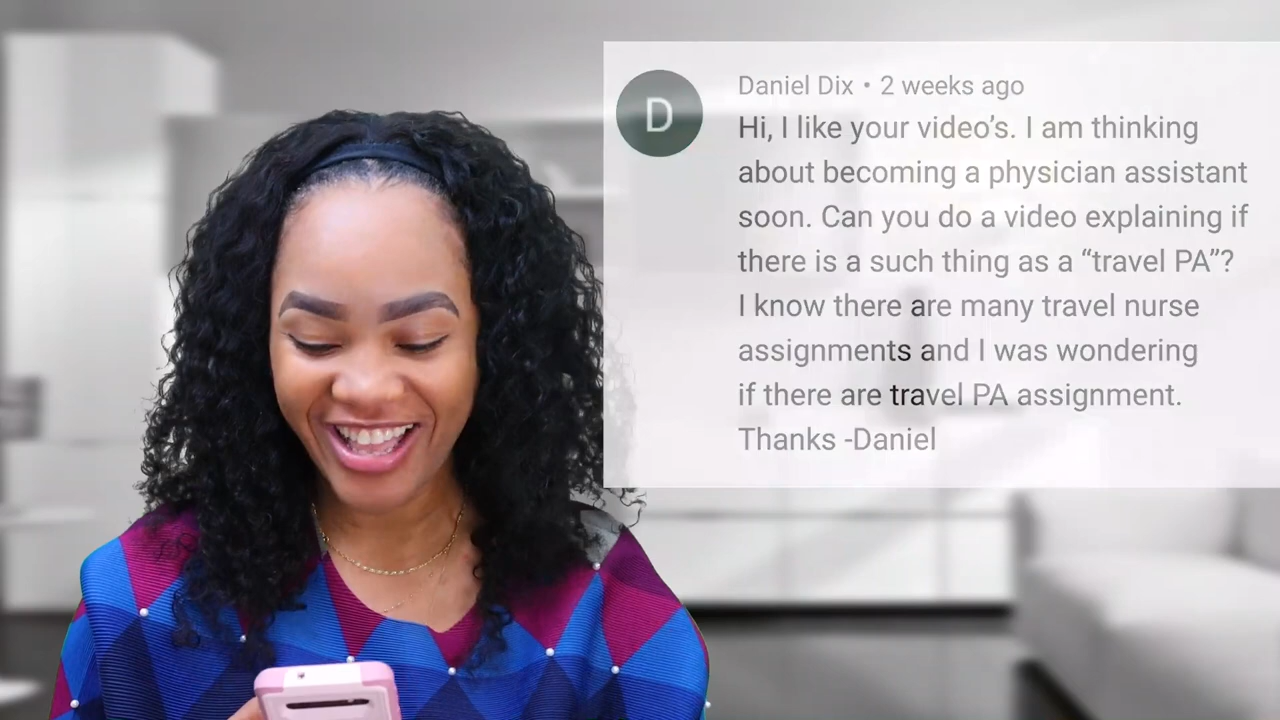 D
Daniel Dix • 2 weeks ago
Hi, I like your video’s. I am thinking
about becoming a physician assistant
soon. Can you do a video explaining if
there is a such thing as a “travel PA”?
I know there are many travel nurse
assignments and I was wondering
if there are travel PA assignment.
Thanks -Daniel